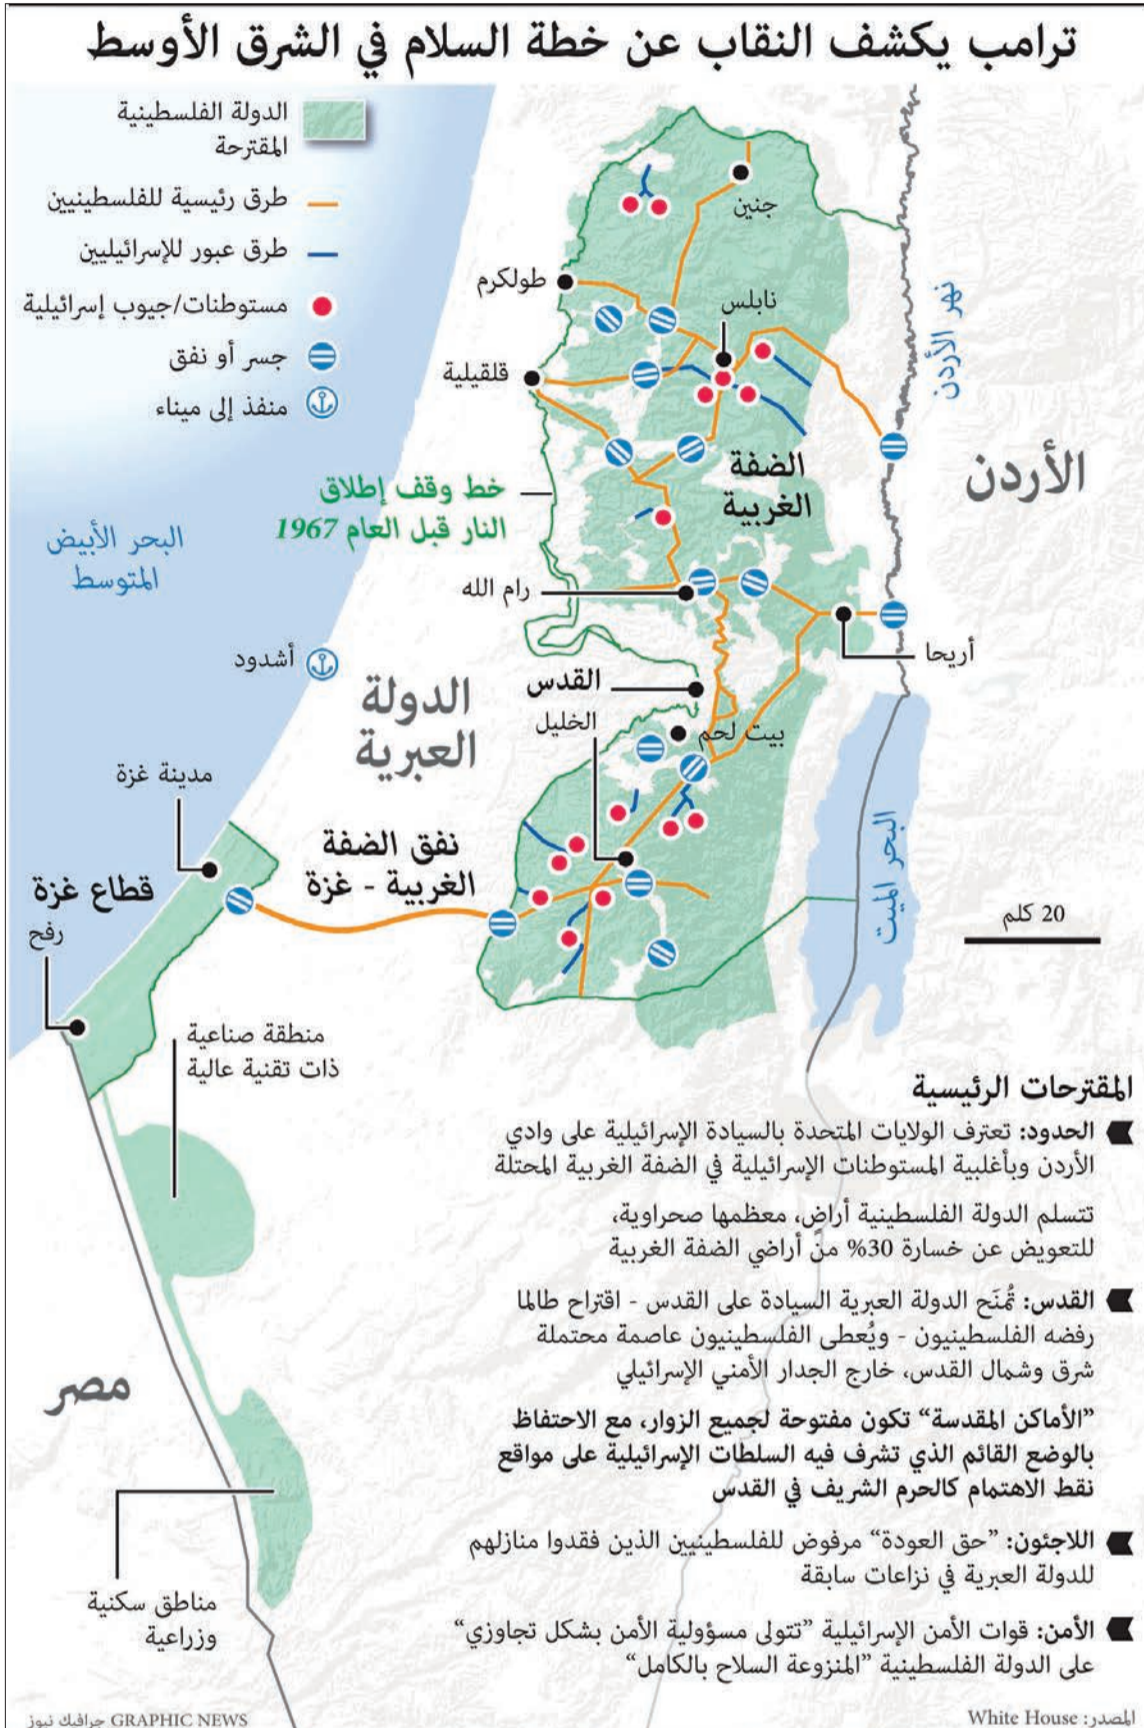 ترامب يكشف النقاب عن خطة السلام في الشرق الأوسط
الدولة الفلسطينية
المقترحة
طرق رئيسية للفلسطينيين
طرق عبور للإسرائيليين
مستوطنات/جيوب إسرائيلية
جسر أو نفق
منفذ إلى ميناء
جنين
طولكرم
نابلس
قلقيلية
نهر الأردن
الأردن
الضفة
الغربية
خط وقف إطلاق
النار قبل العام 1967
البحر الأبيض
المتوسط
رام الله
أريحا
أشدود
القدس
الدولة
العبرية
الخليل
بيت لحم
مدينة غزة
نفق الضفة
الغربية - غزة
البحر الميت
قطاع غزة
20 كلم
رفح
منطقة صناعية
ذات تقنية عالية
المقترحات الرئيسية
الحدود: تعترف الولايات المتحدة بالسيادة الإسرائيلية على وادي
الأردن وبأغلبية المستوطنات الإسرائيلية في الضفة الغربية المحتلة
تتسلم الدولة الفلسطينية أراضٍ، معظمها صحراوية،
للتعويض عن خسارة 30% من أراضي الضفة الغربية
القدس: تُمنَح الدولة العبرية السيادة على القدس - اقتراح طالما
رفضه الفلسطينيون - ويُعطى الفلسطينيون عاصمة محتملة
شرق وشمال القدس، خارج الجدار الأمني الإسرائيلي
مصر
”الأماكن المقدسة“ تكون مفتوحة لجميع الزوار، مع الاحتفاظ
بالوضع القائم الذي تشرف فيه السلطات الإسرائيلية على مواقع
نقط الاهتمام كالحرم الشريف في القدس
اللاجئون: ”حق العودة“ مرفوض للفلسطينيين الذين فقدوا منازلهم
للدولة العبرية في نزاعات سابقة
مناطق سكنية
وزراعية
الأمن: قوات الأمن الإسرائيلية ”تتولى مسؤولية الأمن بشكل تجاوزي“
على الدولة الفلسطينية ”المنزوعة السلاح بالكامل“
المصدر: White House
GRAPHIC NEWS جرافيك نيوز